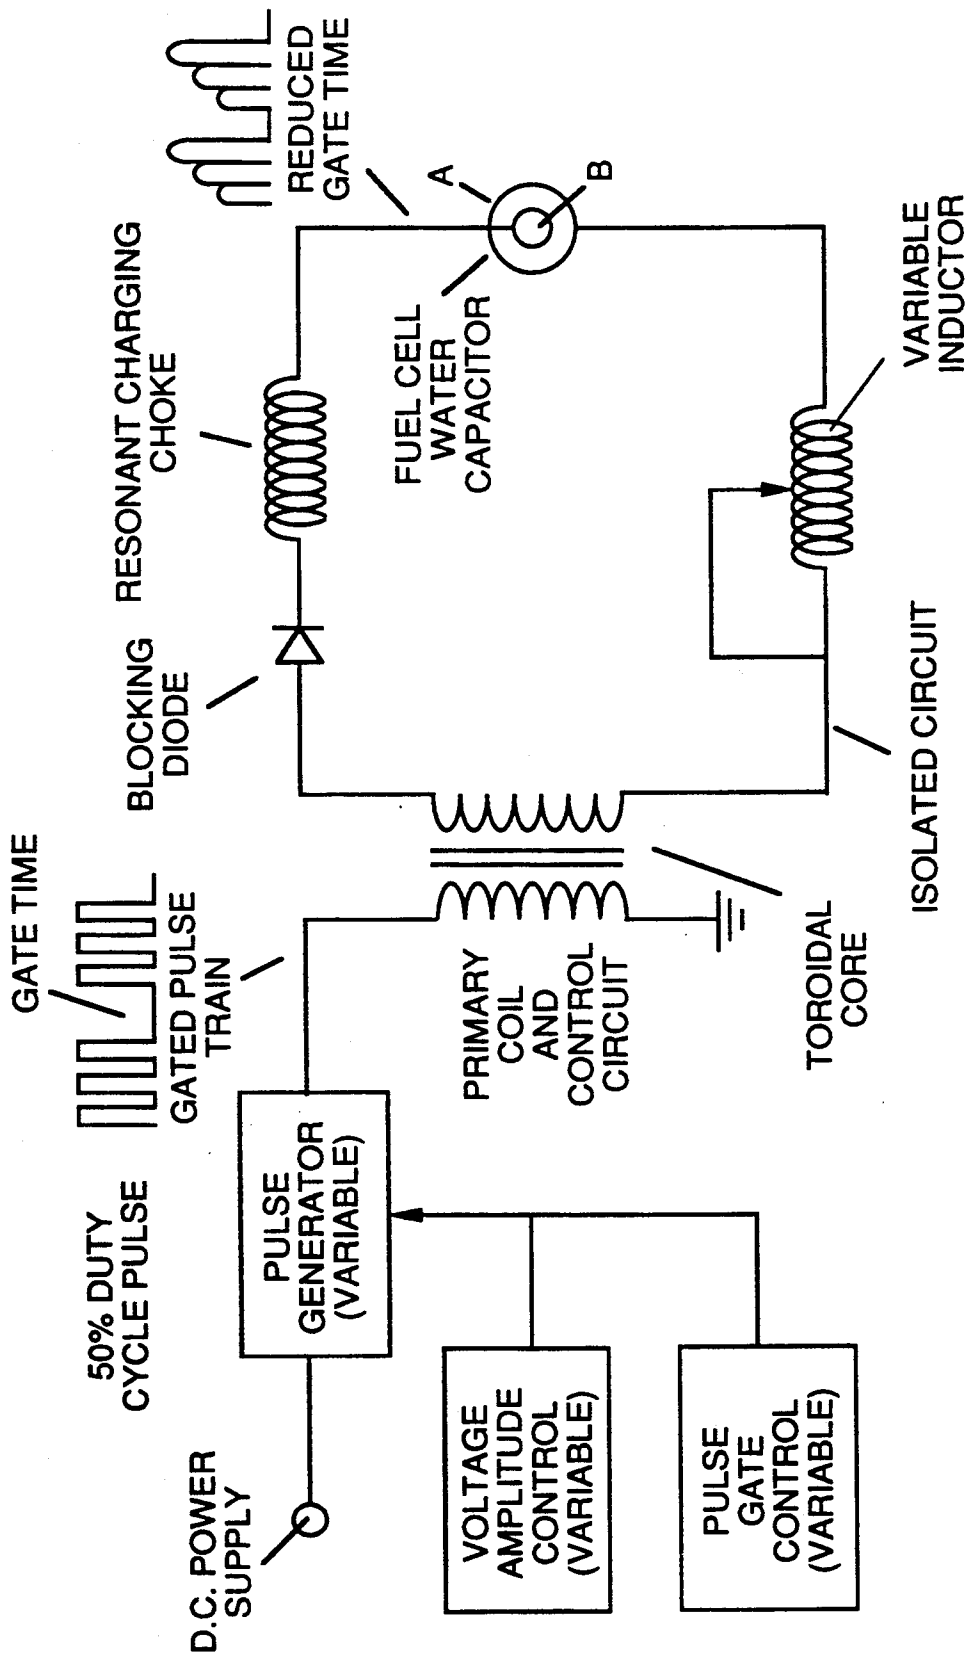 50% DUTY
CYCLE PULSE
GATE TIME
GATED PULSE
TRAIN
D.C. POWER
SUPPLY
PULSE
GENERATOR
(VARIABLE)
VOLTAGE
AMPLITUDE
CONTROL
(VARIABLE)
PULSE
GATE
CONTROL
(VARIABLE)
PRIMARY
COIL
AND
CONTROL
CIRCUIT
TOROIDAL
CORE
BLOCKING
DIODE
RESONANT CHARGING
CHOKE
REDUCED
GATE TIME
A
B
FUEL CELL
WATER
CAPACITOR
VARIABLE
INDUCTOR
ISOLATED CIRCUIT